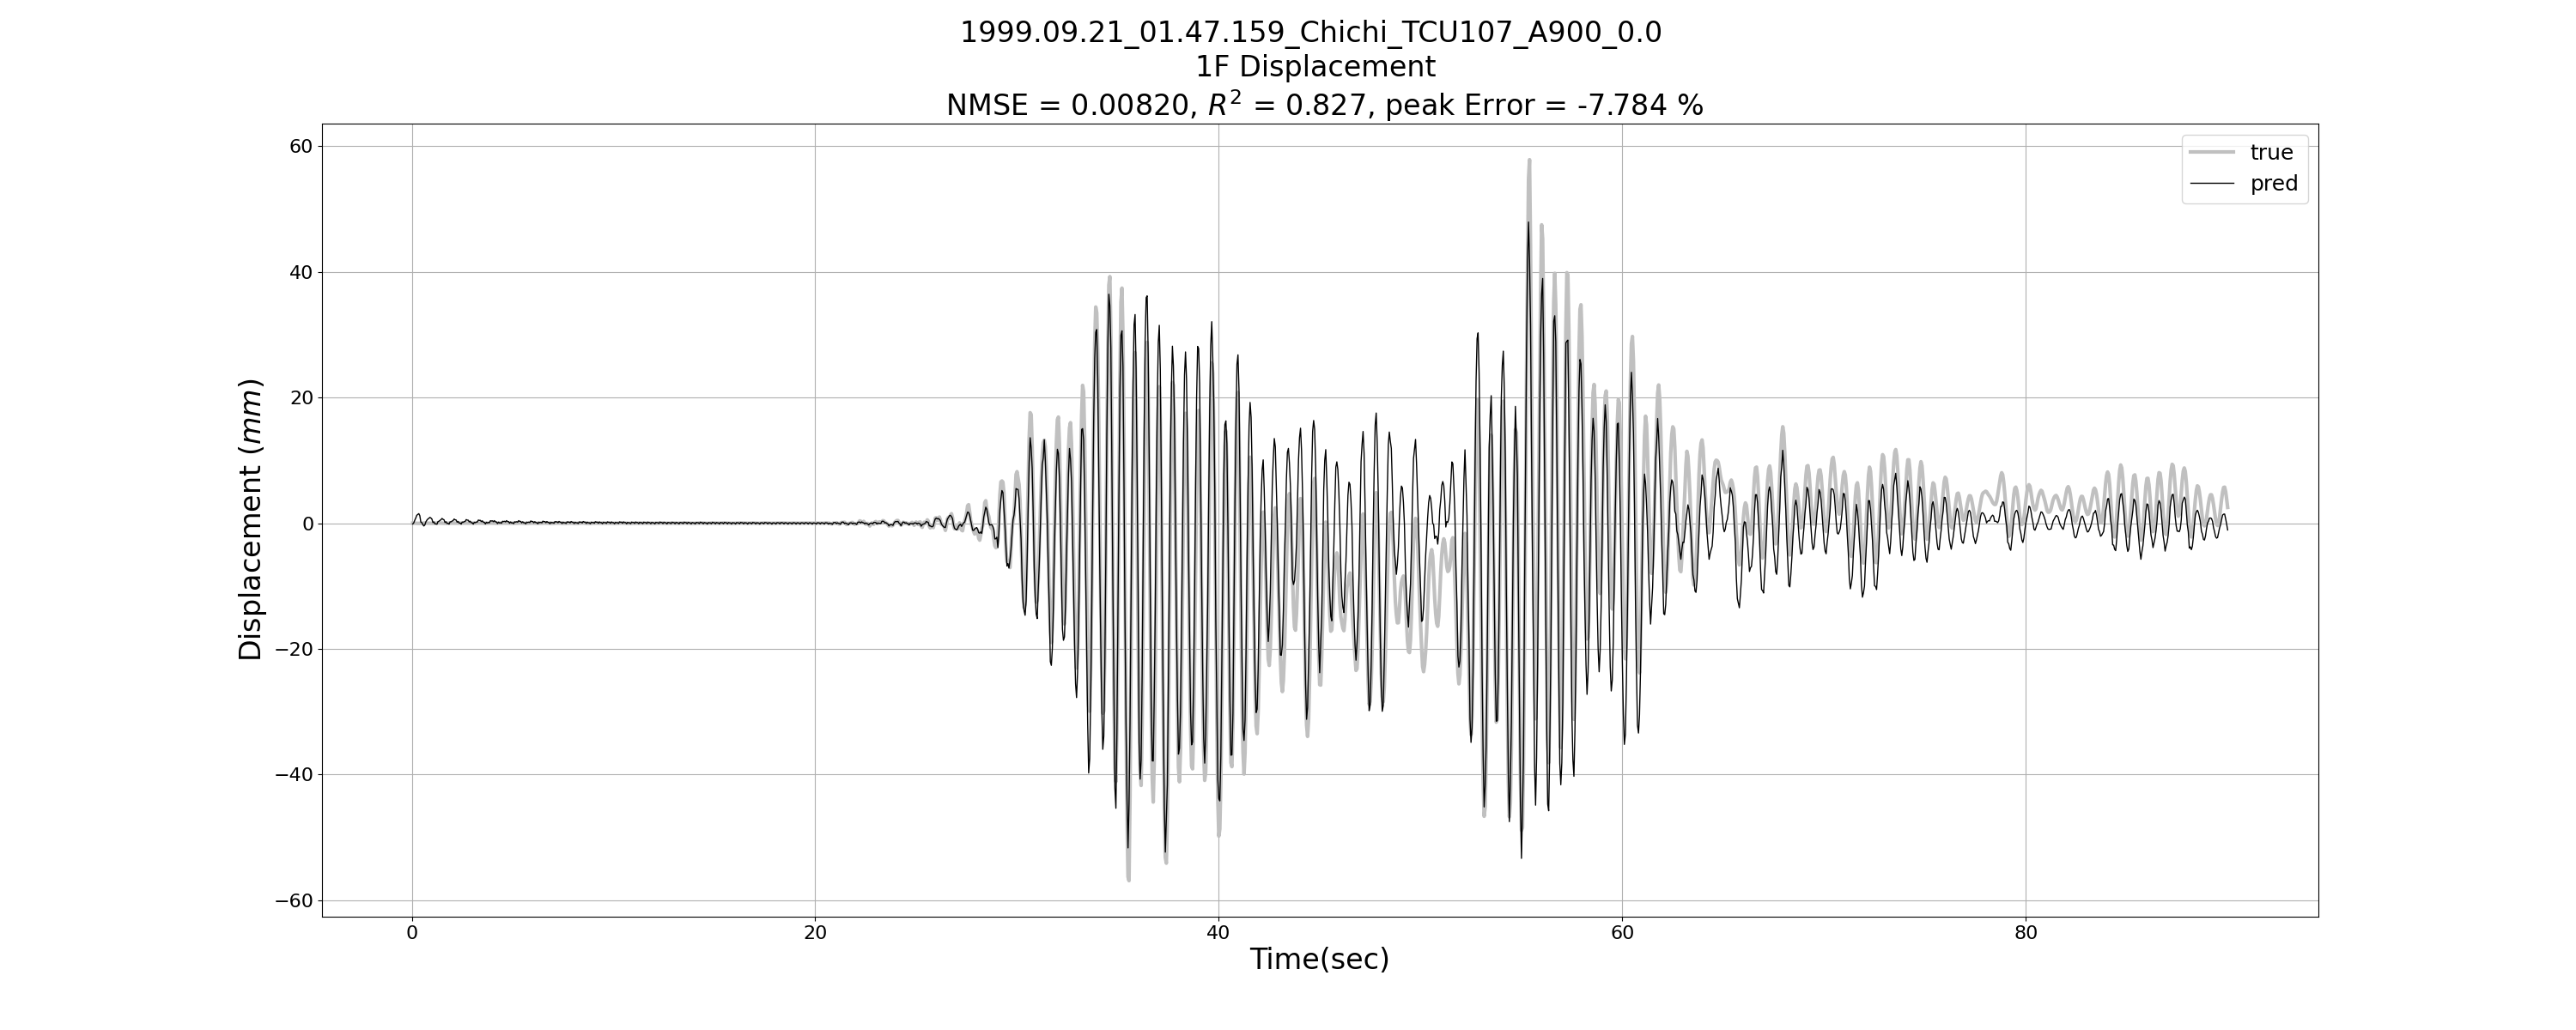 1999.09.21_01.47.159_Chichi_TCU107_A900_0.0
1F Displacement
NMSE = 0.00820, R² = 0.827, peak Error = -7.784 %
true
pred
Displacement (mm)
60
40
20
0
−20
−40
−60
0 20 40 60 80
Time(sec)